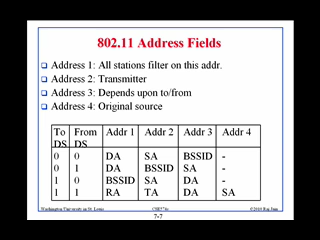 802.11 Address Fields
Address 1: All stations filter on this addr.
Address 2: Transmitter
Address 3: Depends upon to/from
Address 4: Original source
To DS From DS Addr 1 Addr 2 Addr 3 Addr 4
0 0 DA SA BSSID -
0 1 DA BSSID SA -
1 0 BSSID SA DA -
1 1 RA TA DA SA
Washington University in St. Louis CSE574s ©2010 Raj Jain
7-7